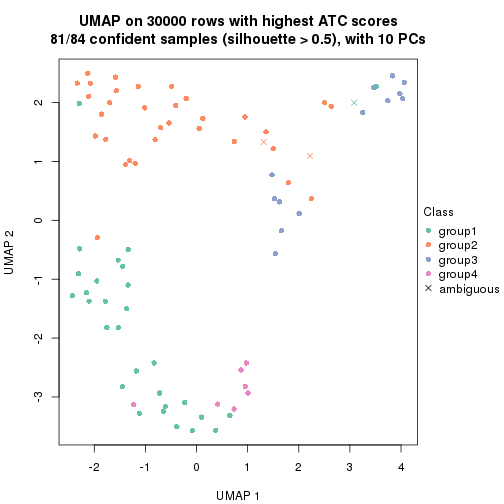 UMAP on 30000 rows with highest ATC scores
81/84 confident samples (silhouette > 0.5), with 10 PCs
UMAP 2
2
1
0
-1
-2
-3
-2
-1
0
1
2
3
4
UMAP 1
Class
group1
group2
group3
group4
ambiguous